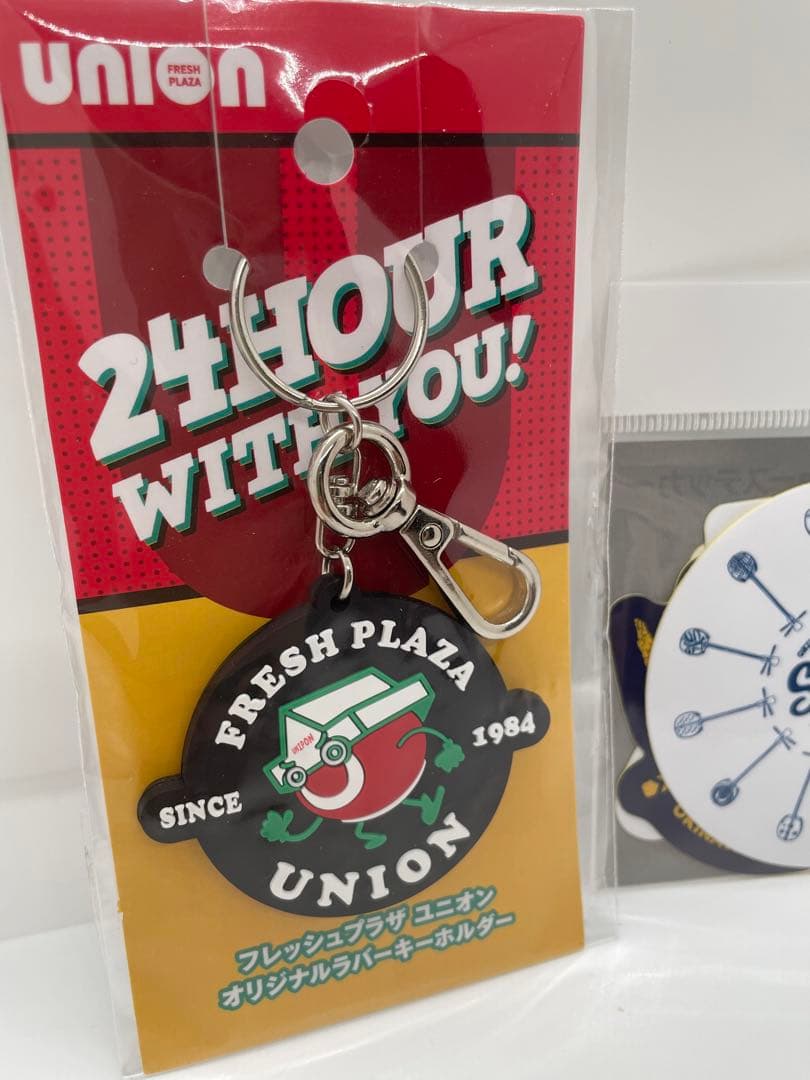 UNION
FRESH
PLAZA
24HOUR
WITH YOU!
FRESH PLAZA
UNIPON
SINCE
1984
UNION
フレッシュプラザ ユニオン
オリジナルラバーキーホルダー